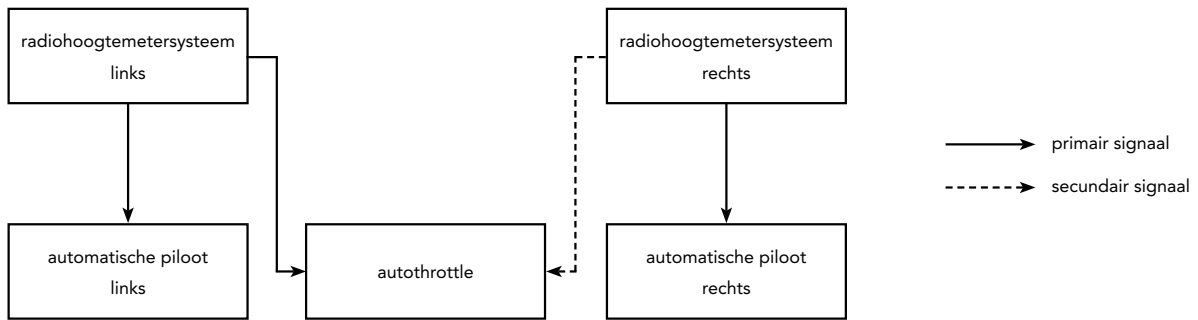 radiohoogtemetersysteem
links
radiohoogtemetersysteem
rechts
primair signaal
secundair signaal
automatische piloot
links
autothrottle
automatische piloot
rechts